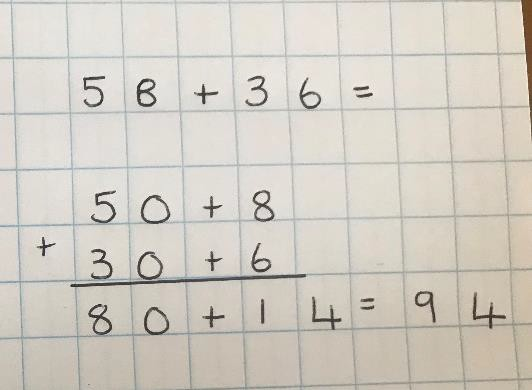 58 + 36 =
50 + 8
+ 30 + 6
80 + 14 = 94